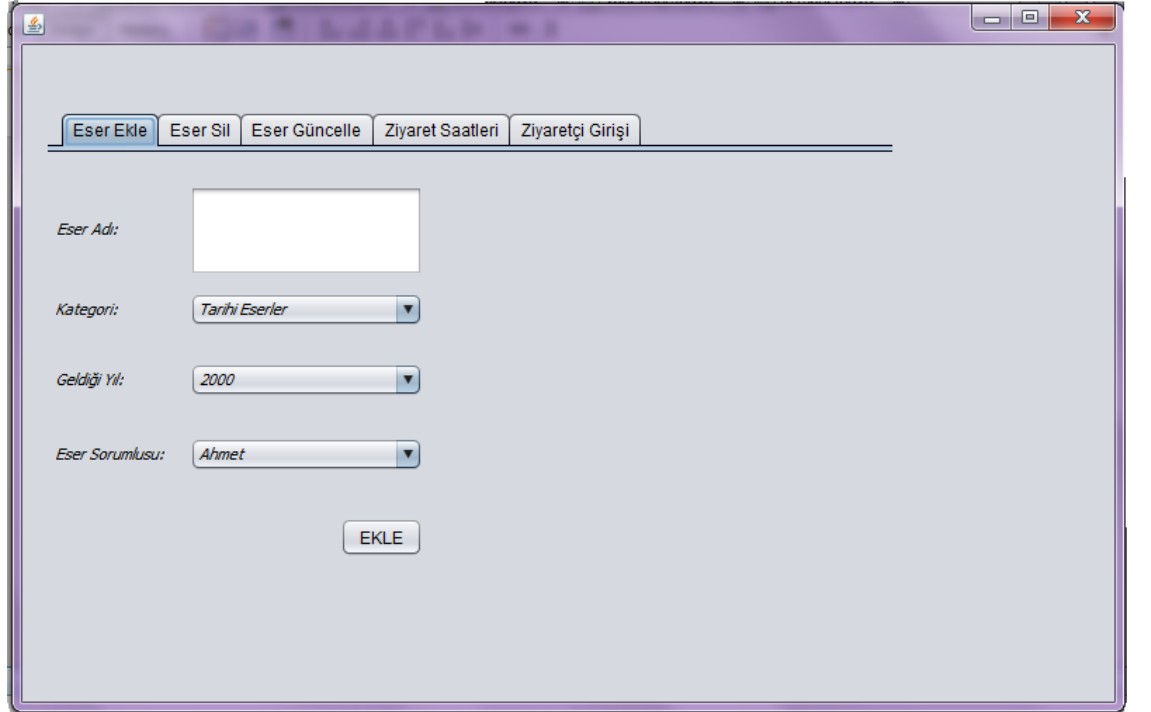 Eser Ekle Eser Sil Eser Güncelle Ziyaret Saatleri Ziyaretçi Girişi
Eser Adı:
Kategori: Tarihi Eserler
Geldiği Yıl: 2000
Eser Sorumlusu: Ahmet
EKLE